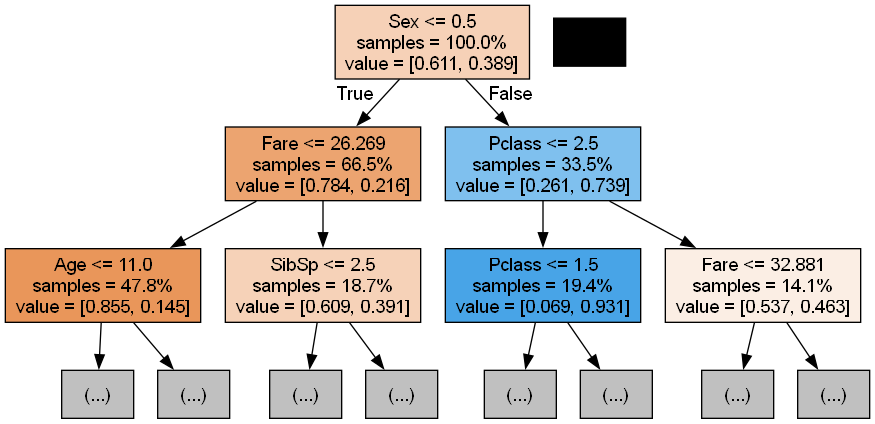 Sex <= 0.5
samples = 100.0%
value = [0.611, 0.389]
True
False
Fare <= 26.269
samples = 66.5%
value = [0.784, 0.216]
Pclass <= 2.5
samples = 33.5%
value = [0.261, 0.739]
Age <= 11.0
samples = 47.8%
value = [0.855, 0.145]
SibSp <= 2.5
samples = 18.7%
value = [0.609, 0.391]
Pclass <= 1.5
samples = 19.4%
value = [0.069, 0.931]
Fare <= 32.881
samples = 14.1%
value = [0.537, 0.463]
(...)
(...)
(...)
(...)
(...)
(...)
(...)
(...)